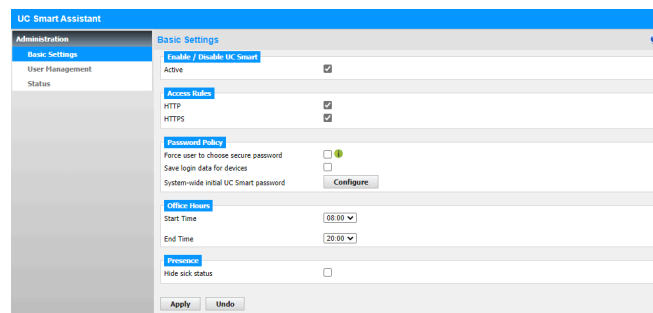 UC Smart Assistant
Administration
Basic Settings
User Management
Status
Basic Settings
Enable / Disable UC Smart
Active
Access Rules
HTTP
HTTPS
Password Policy
Force user to choose secure password
Save login data for devices
System-wide initial UC Smart password Configure
Office Hours
Start Time 08:00
End Time 20:00
Presence
Hide sick status
Apply Undo